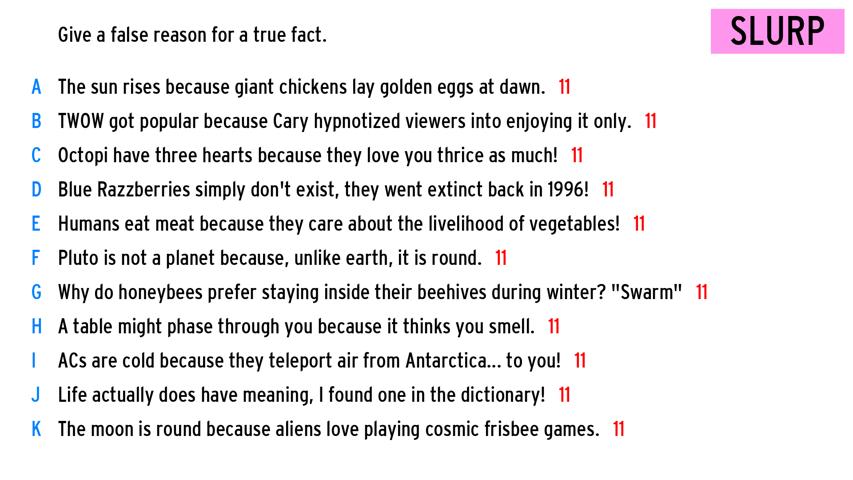 Give a false reason for a true fact.
SLURP
A The sun rises because giant chickens lay golden eggs at dawn. 11
B TWOW got popular because Cary hypnotized viewers into enjoying it only. 11
C Octopi have three hearts because they love you thrice as much! 11
D Blue Razzberries simply don't exist, they went extinct back in 1996! 11
E Humans eat meat because they care about the livelihood of vegetables! 11
F Pluto is not a planet because, unlike earth, it is round. 11
G Why do honeybees prefer staying inside their beehives during winter? "Swarm" 11
H A table might phase through you because it thinks you smell. 11
I ACs are cold because they teleport air from Antarctica... to you! 11
J Life actually does have meaning, I found one in the dictionary! 11
K The moon is round because aliens love playing cosmic frisbee games. 11